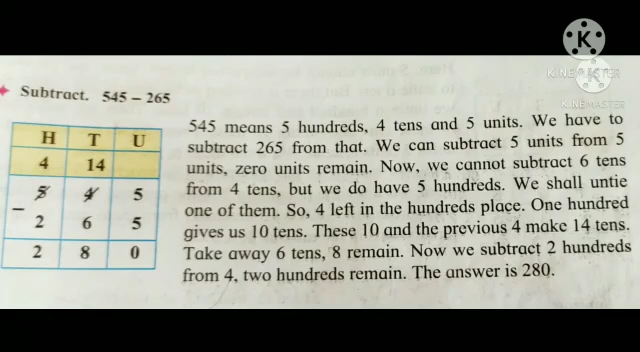 K
KINEMASTER
K
KINEMASTER
Subtract. 545 – 265
H T U
4 14
5 4 5
– 2 6 5
2 8 0
545 means 5 hundreds, 4 tens and 5 units. We have to
subtract 265 from that. We can subtract 5 units from 5
units, zero units remain. Now, we cannot subtract 6 tens
from 4 tens, but we do have 5 hundreds. We shall untie
one of them. So, 4 left in the hundreds place. One hundred
gives us 10 tens. These 10 and the previous 4 make 14 tens.
Take away 6 tens, 8 remain. Now we subtract 2 hundreds
from 4, two hundreds remain. The answer is 280.